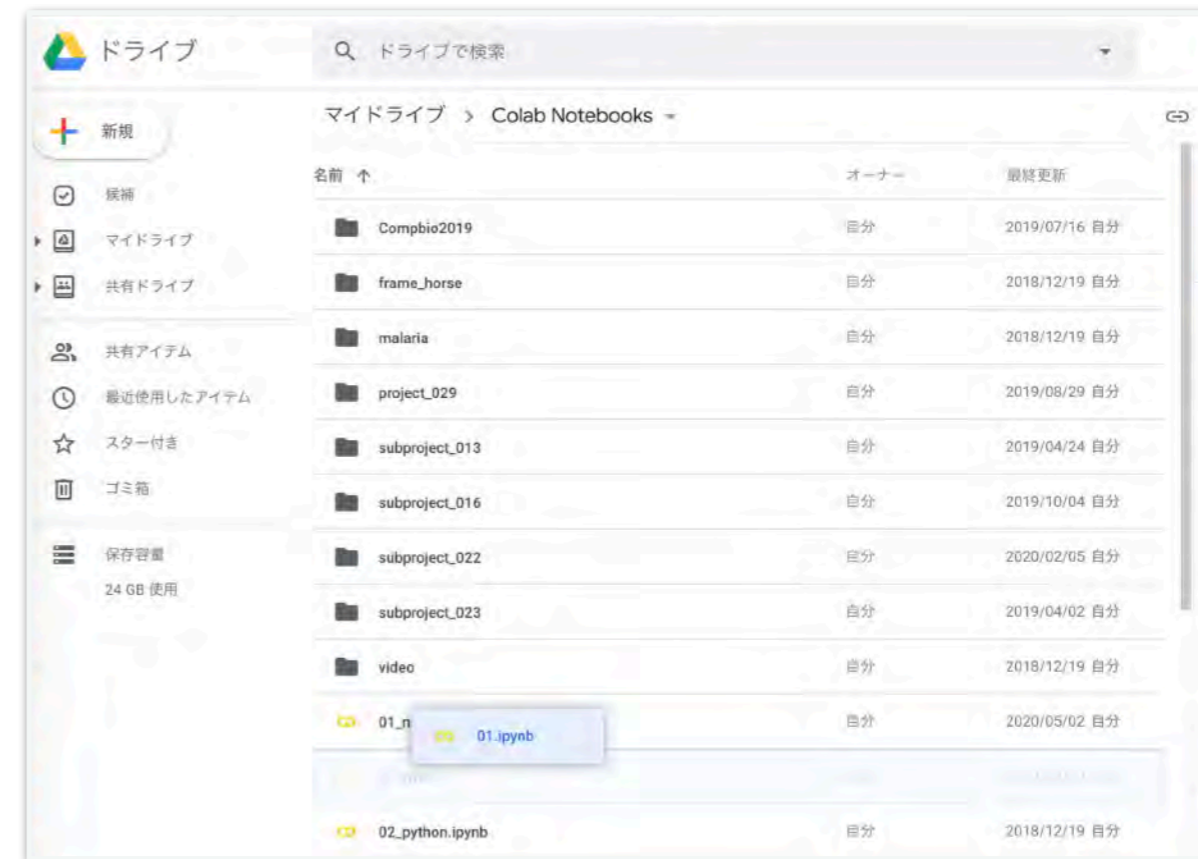 ドライブ
ドライブで検索
新規
候補
マイドライブ
共有ドライブ
共有アイテム
最近使用したアイテム
スター付き
ゴミ箱
保存容量
24 GB 使用
マイドライブ > Colab Notebooks
名前 ↑ オーナー 最終更新
Compbio2019 自分 2019/07/16 自分
frame_horse 自分 2018/12/19 自分
malaria 自分 2018/12/19 自分
project_029 自分 2019/08/29 自分
subproject_013 自分 2019/04/24 自分
subproject_016 自分 2019/10/04 自分
subproject_022 自分 2020/02/05 自分
subproject_023 自分 2019/04/02 自分
video 自分 2018/12/19 自分
01_n 自分 2020/05/02 自分
01.ipynb
02_python.ipynb 自分 2018/12/19 自分